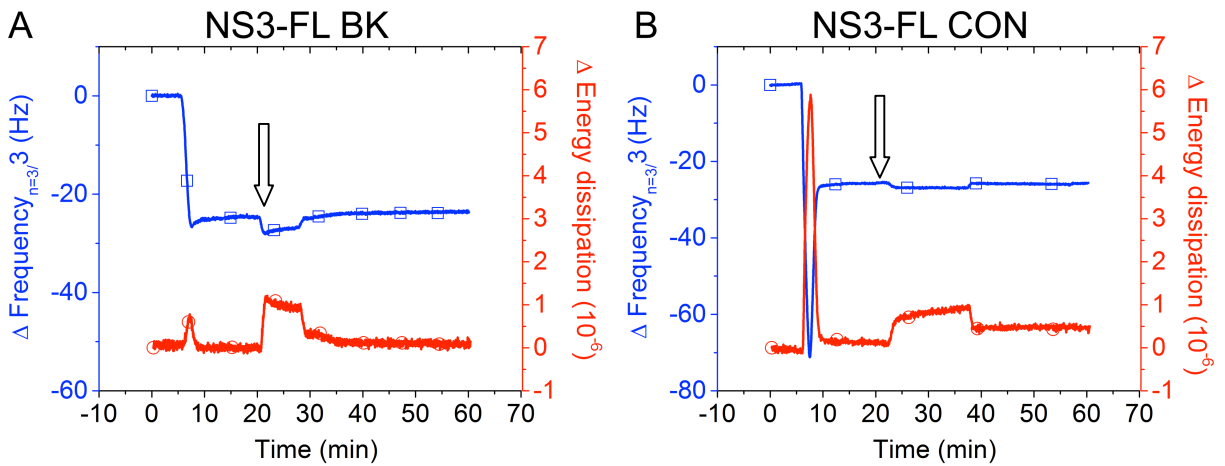 A
NS3-FL BK
0
-20
-40
-60
Δ Frequency n=3/3 (Hz)
7
6
5
4
3
2
1
0
-1
Δ Energy dissipation (10-6)
-10 0 10 20 30 40 50 60 70
Time (min)
B
NS3-FL CON
0
-20
-40
-60
-80
Δ Frequency n=3/3 (Hz)
7
6
5
4
3
2
1
0
-1
Δ Energy dissipation (10-6)
-10 0 10 20 30 40 50 60 70
Time (min)